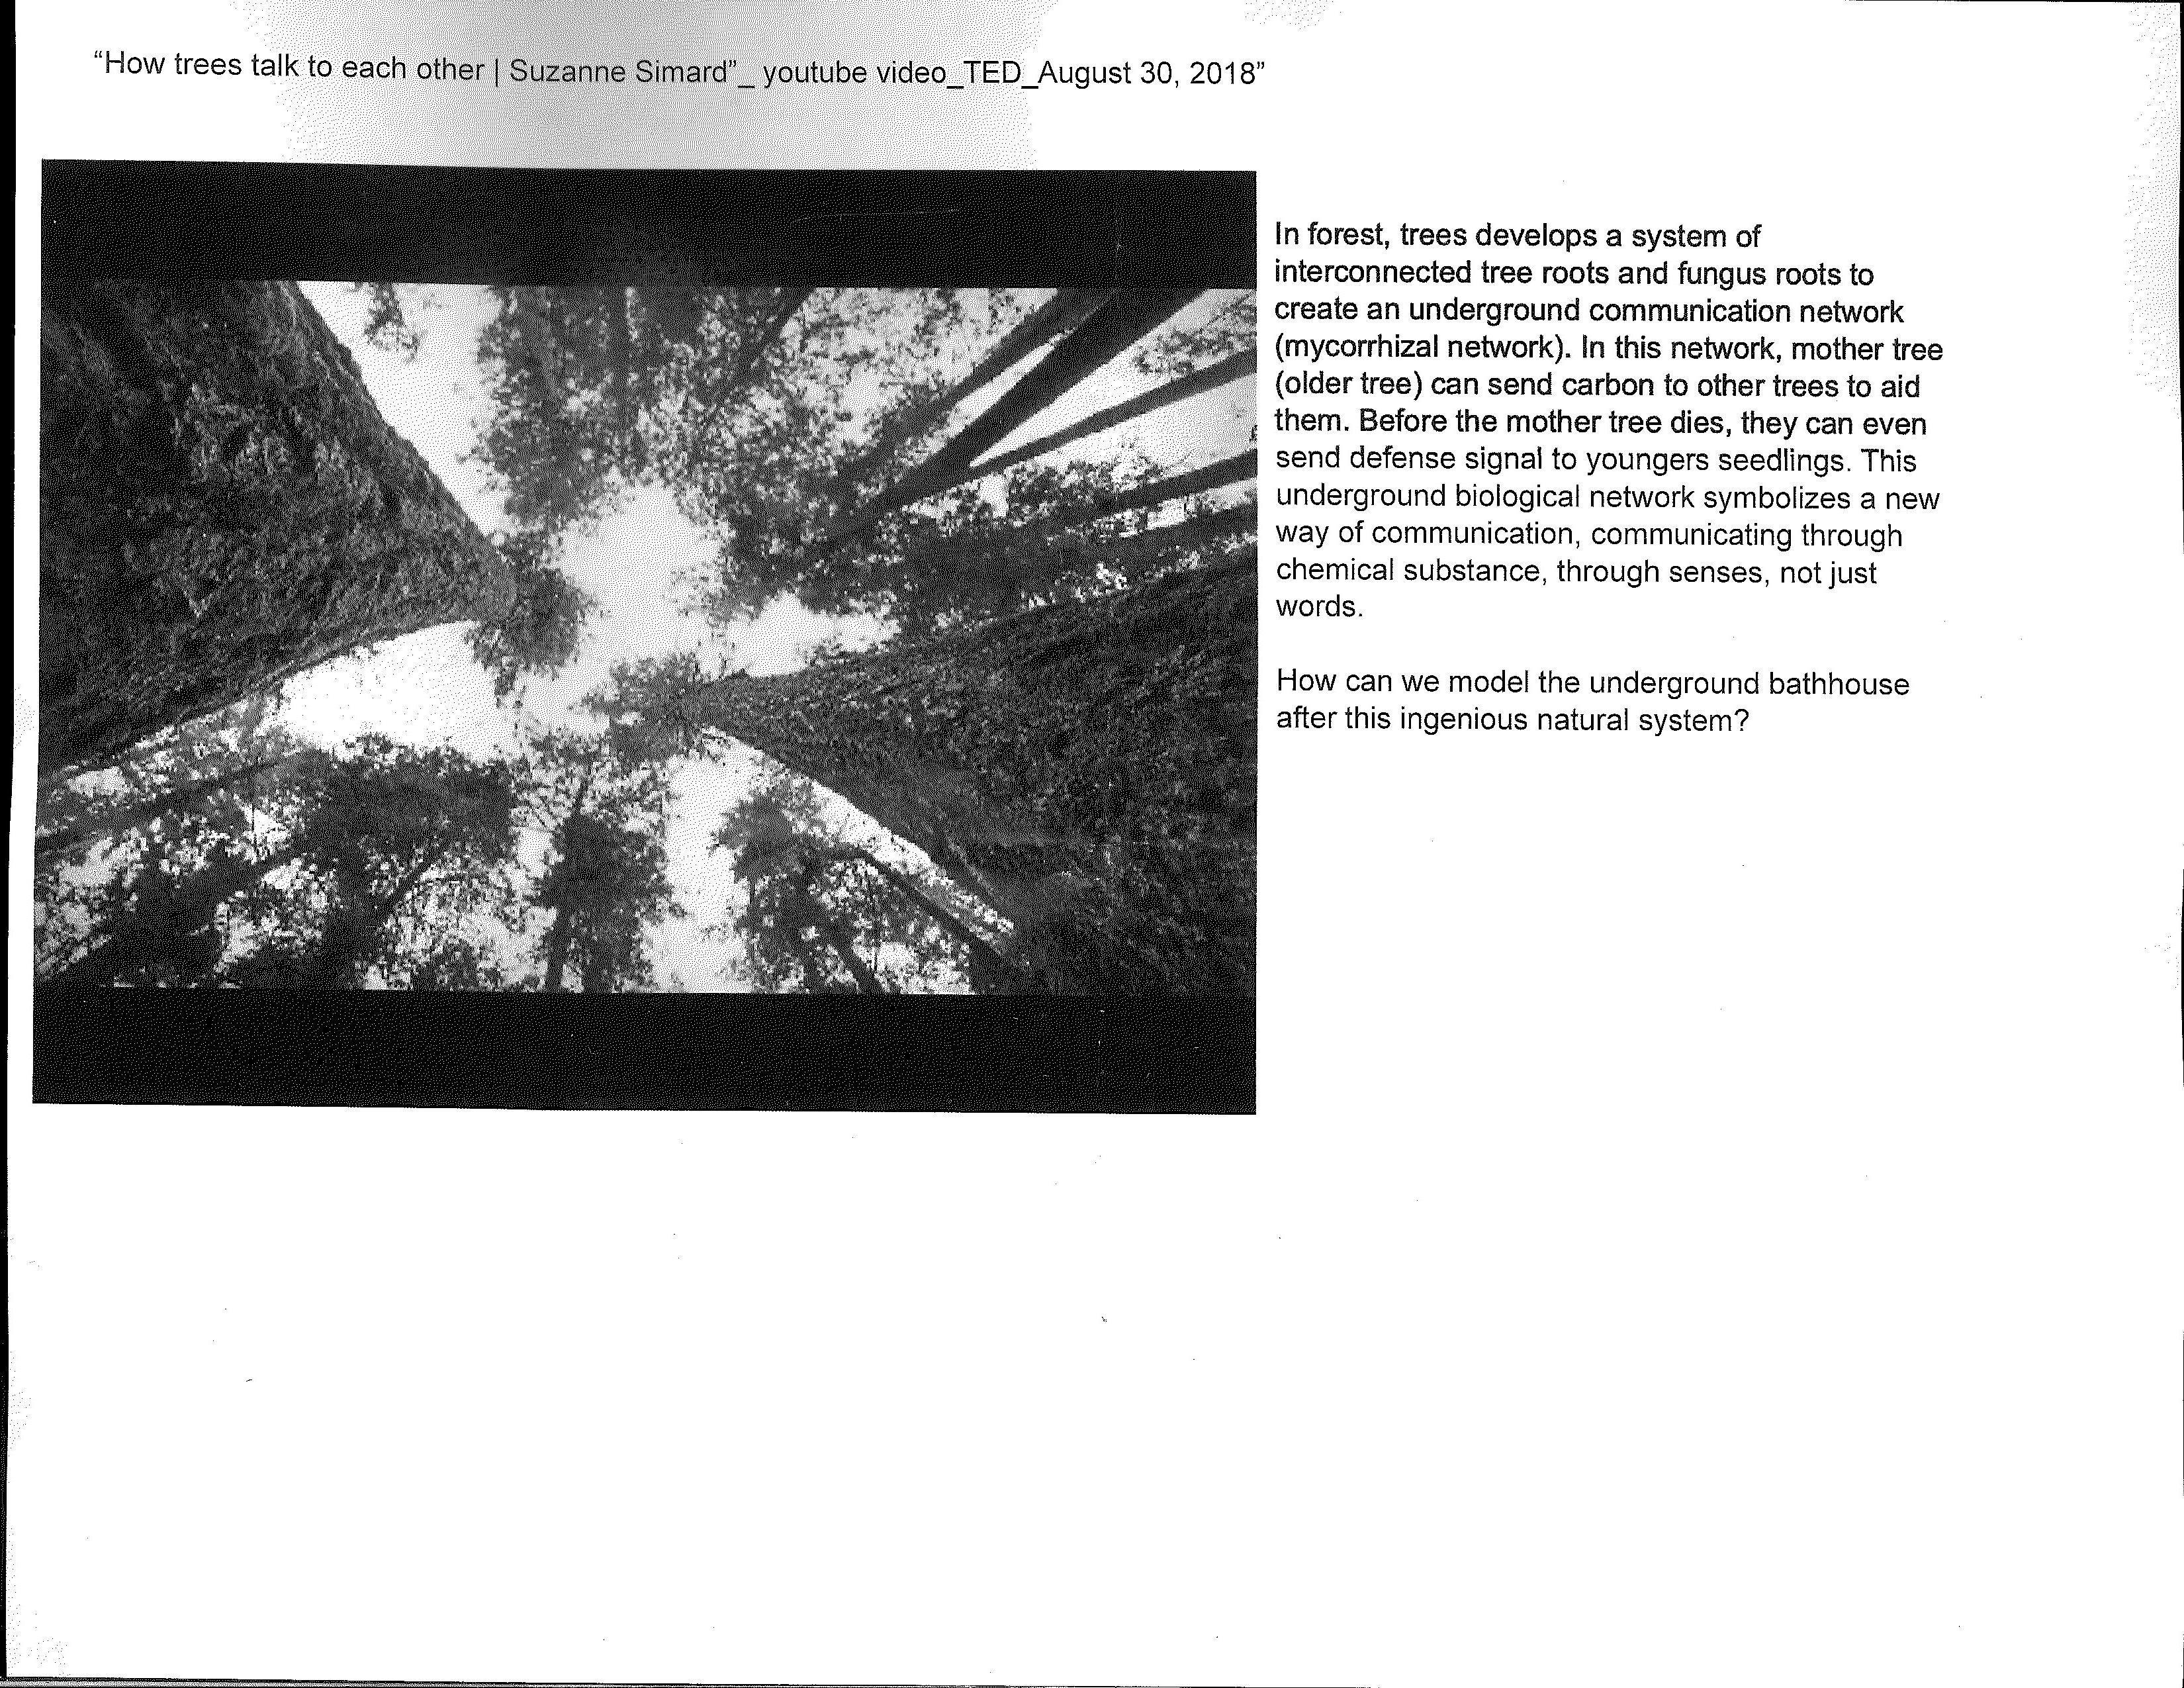 “How trees talk to each other | Suzanne Simard”_ youtube video_TED_August 30, 2018”
In forest, trees develops a system of
interconnected tree roots and fungus roots to
create an underground communication network
(mycorrhizal network). In this network, mother tree
(older tree) can send carbon to other trees to aid
them. Before the mother tree dies, they can even
send defense signal to youngers seedlings. This
underground biological network symbolizes a new
way of communication, communicating through
chemical substance, through senses, not just
words.
How can we model the underground bathhouse
after this ingenious natural system?